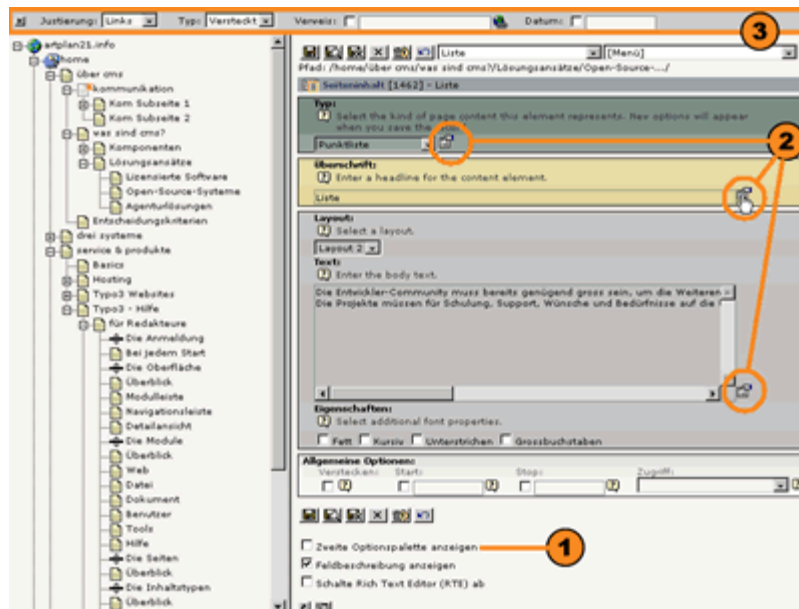 Justierung: Links Typ: Versteckt Verweis: Datum:
3
artplan21.info
home
über cms
kommunikation
Kom Subseite 1
Kom Subseite 2
was sind cms?
Komponenten
Lösungsansätze
Lizensierte Software
Open-Source-Systeme
Agenturlösungen
Entscheidungskriterien
drei systeme
service & produkte
Basics
Hosting
Typo3 Websites
Typo3 - Hilfe
für Redakteure
Die Anmeldung
Bei jedem Start
Die Oberfläche
Überblick
Modulleiste
Navigationsleiste
Detailansicht
Die Module
Überblick
Web
Datei
Dokument
Benutzer
Tools
Hilfe
Die Seiten
Überblick
Die Inhaltstypen
Überblick
Liste [Menü]
Pfad: /home/über cms/was sind cms?/Lösungsansätze/Open-Source-.../
Seiteninhalt [1462] - Liste
Typ:
Select the kind of page content this element represents. New options will appear
when you save the
Punktliste
2
Überschrift:
Enter a headline for the content element.
Liste
Layout:
Select a layout.
Layout 2
Text:
Enter the body text.
Die Entwickler-Community muss bereits genügend gross sein, um die Weiteren
Die Projekte müssen für Schulung, Support, Wünsche und Bedürfnisse auf die
Eigenschaften:
Select additional font properties.
Fett Kursiv Unterstrichen Grossbuchstaben
Allgemeine Optionen:
Verstecken: Start: Stop: Zugriff:
Zweite Optionspalette anzeigen
1
Feldbeschreibung anzeigen
Schalte Rich Text Editor (RTE) ab